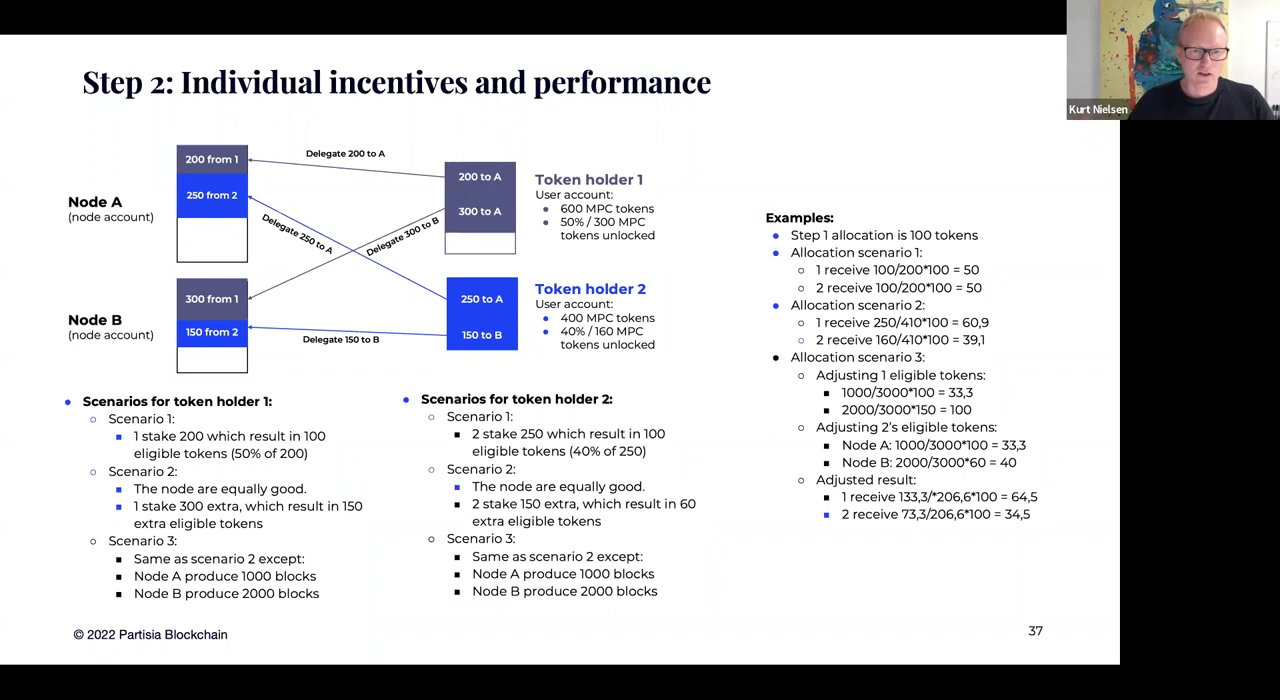 Step 2: Individual incentives and performance
Kurt Nielsen
Node A
(node account)
200 from 1
250 from 2
Delegate 200 to A
Delegate 250 to A
Delegate 300 to B
200 to A
300 to A
Token holder 1
User account:
600 MPC tokens
50% / 300 MPC
tokens unlocked
Node B
(node account)
300 from 1
150 from 2
Delegate 150 to B
250 to A
150 to B
Token holder 2
User account:
400 MPC tokens
40% / 160 MPC
tokens unlocked
Scenarios for token holder 1:
Scenario 1:
1 stake 200 which result in 100
eligible tokens (50% of 200)
Scenario 2:
The node are equally good.
1 stake 300 extra, which result in 150
extra eligible tokens
Scenario 3:
Same as scenario 2 except:
Node A produce 1000 blocks
Node B produce 2000 blocks
Scenarios for token holder 2:
Scenario 1:
2 stake 250 which result in 100
eligible tokens (40% of 250)
Scenario 2:
The node are equally good.
2 stake 150 extra, which result in 60
extra eligible tokens
Scenario 3:
Same as scenario 2 except:
Node A produce 1000 blocks
Node B produce 2000 blocks
Examples:
Step 1 allocation is 100 tokens
Allocation scenario 1:
1 receive 100/200*100 = 50
2 receive 100/200*100 = 50
Allocation scenario 2:
1 receive 250/410*100 = 60,9
2 receive 160/410*100 = 39,1
Allocation scenario 3:
Adjusting 1 eligible tokens:
1000/3000*100 = 33,3
2000/3000*150 = 100
Adjusting 2's eligible tokens:
Node A: 1000/3000*100 = 33,3
Node B: 2000/3000*60 = 40
Adjusted result:
1 receive 133,3/*206,6*100 = 64,5
2 receive 73,3/206,6*100 = 34,5
© 2022 Partisia Blockchain
37